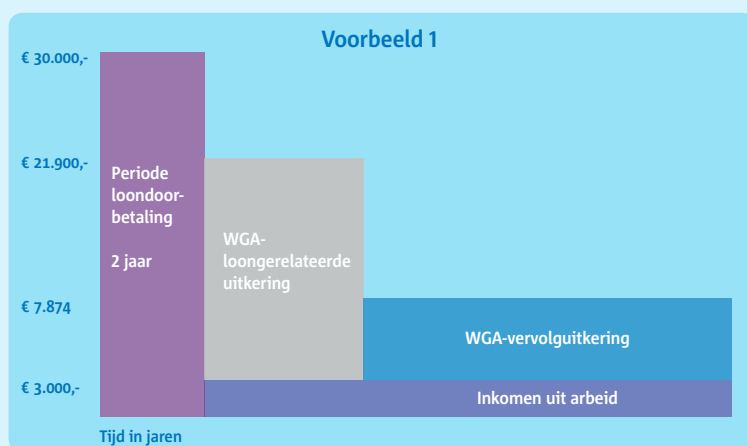 Voorbeeld 1
€ 30.000,-
€ 21.900,-
Periode
loondoor-
betaling
2 jaar
WGA-
loongerelateerde
uitkering
€ 7.874
WGA-vervolguitkering
€ 3.000,-
Inkomen uit arbeid
Tijd in jaren